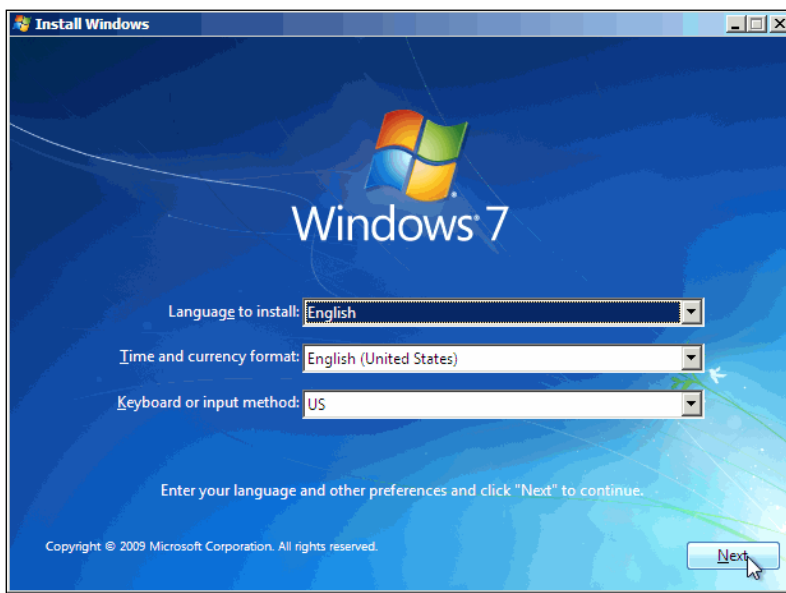 Install Windows
Windows 7
Language to install: English
Time and currency format: English (United States)
Keyboard or input method: US
Enter your language and other preferences and click "Next" to continue.
Copyright © 2009 Microsoft Corporation. All rights reserved.
Next